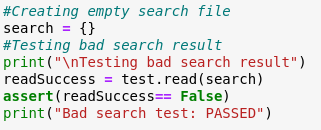 #Creating empty search file
search = {}
#Testing bad search result
print("\nTesting bad search result")
readSuccess = test.read(search)
assert(readSuccess== False)
print("Bad search test: PASSED")